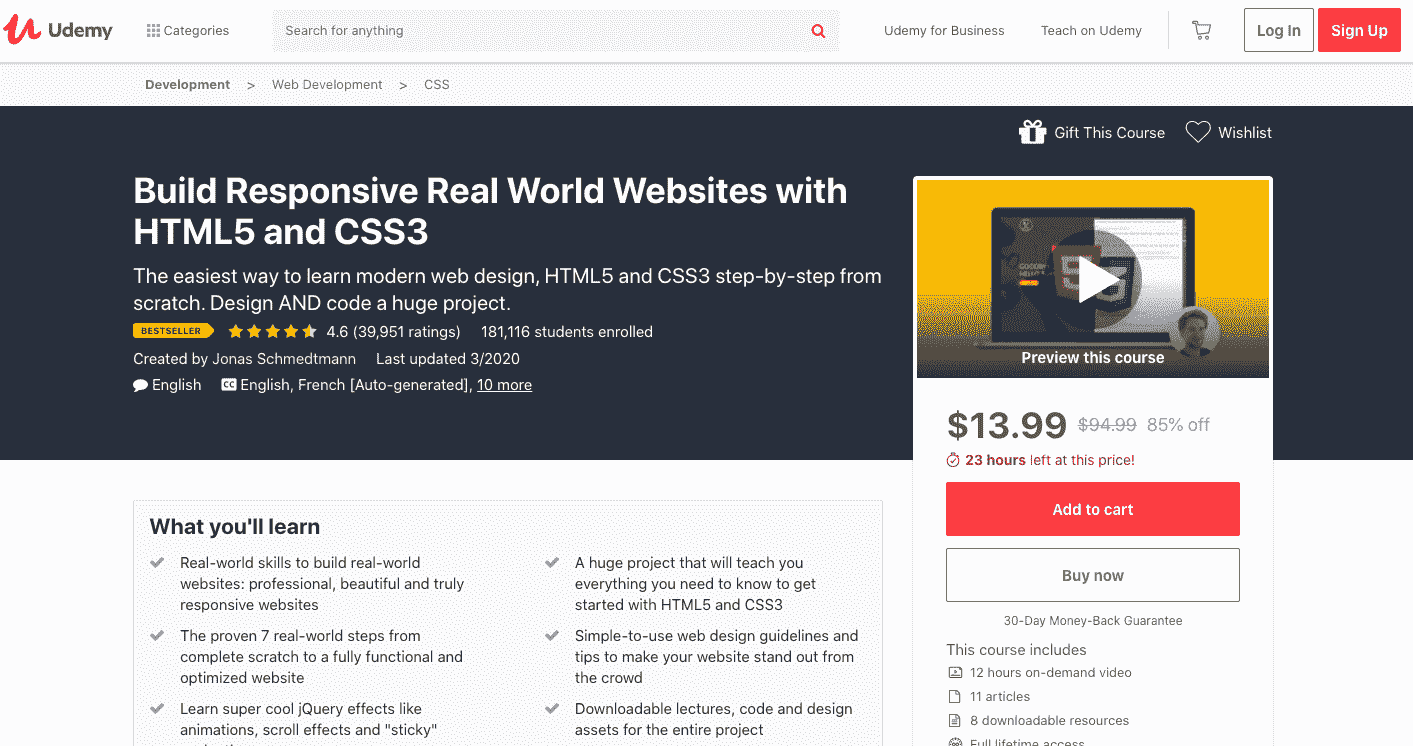 Udemy
Categories
Search for anything
Udemy for Business
Teach on Udemy
Log In
Sign Up
Development > Web Development > CSS
Gift This Course
Wishlist
Build Responsive Real World Websites with
HTML5 and CSS3
The easiest way to learn modern web design, HTML5 and CSS3 step-by-step from
scratch. Design AND code a huge project.
BESTSELLER 4.6 (39,951 ratings) 181,116 students enrolled
Created by Jonas Schmedtmann Last updated 3/2020
English CC English, French [Auto-generated], 10 more
Preview this course
$13.99 $94.99 85% off
23 hours left at this price!
Add to cart
Buy now
30-Day Money-Back Guarantee
This course includes
12 hours on-demand video
11 articles
8 downloadable resources
Full lifetime access
What you'll learn
Real-world skills to build real-world
websites: professional, beautiful and truly
responsive websites
The proven 7 real-world steps from
complete scratch to a fully functional and
optimized website
Learn super cool jQuery effects like
animations, scroll effects and "sticky"
A huge project that will teach you
everything you need to know to get
started with HTML5 and CSS3
Simple-to-use web design guidelines and
tips to make your website stand out from
the crowd
Downloadable lectures, code and design
assets for the entire project